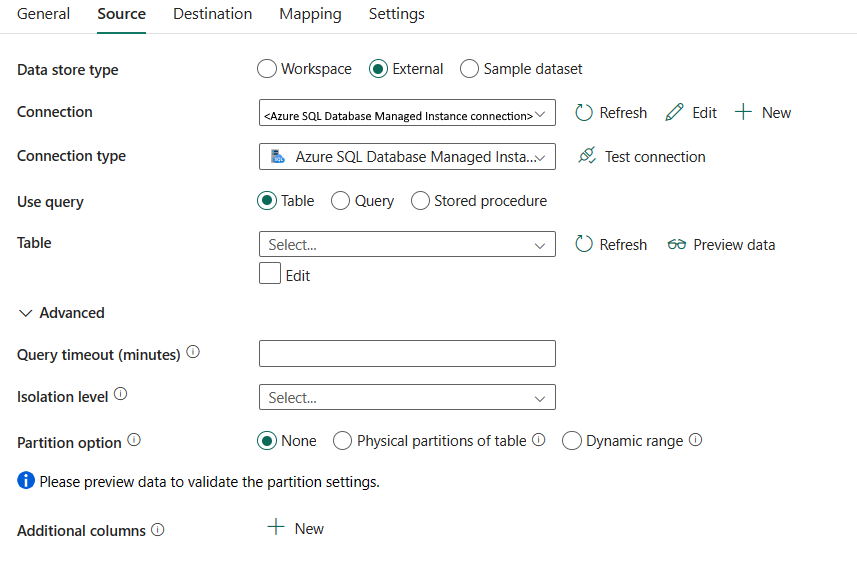 General Source Destination Mapping Settings
Data store type Workspace External Sample dataset
Connection <Azure SQL Database Managed Instance connection> Refresh Edit New
Connection type Azure SQL Database Managed Insta... Test connection
Use query Table Query Stored procedure
Table Select... Refresh Preview data
Edit
Advanced
Query timeout (minutes)
Isolation level Select...
Partition option None Physical partitions of table Dynamic range
Please preview data to validate the partition settings.
Additional columns New